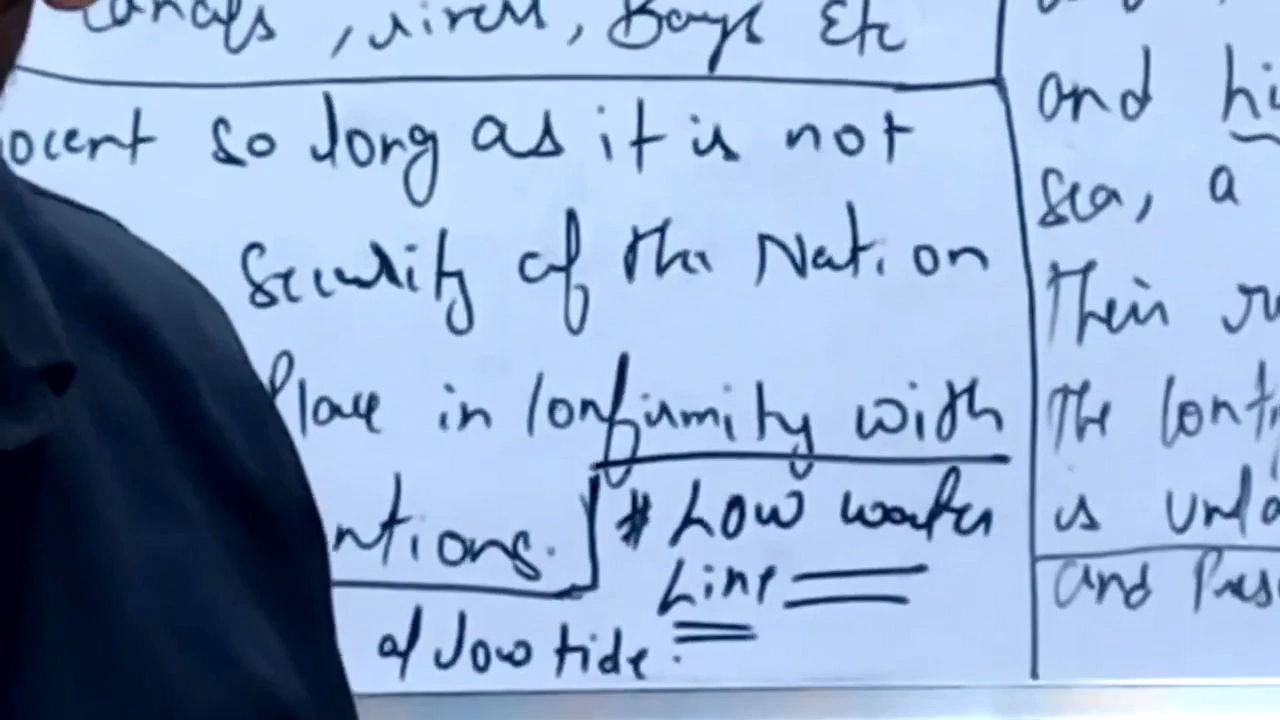 canals, rivers, Bays Etc
ocent so long as it is not
Security of the Nation
Place in Conformity with
ntions.
# Low water
Line
of low tide.
and hi
sea, a
Their r
The Cont
is unla
and Pres